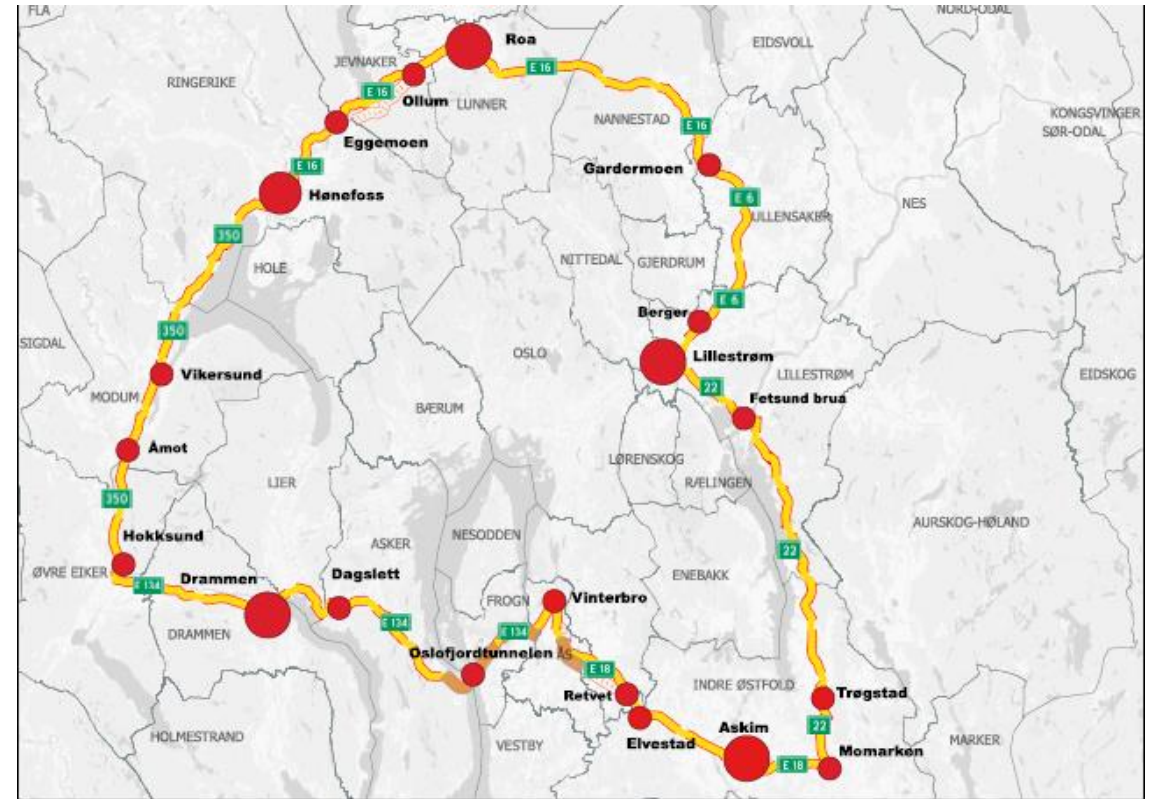 FLÅ
NORD-ODAL
Roa
EIDSVOLL
JEVNAKER
E 16
RINGERIKE
E 16
Ollum
LUNNER
KONGSVINGER
NANNESTAD
E 16
SØR-ODAL
Eggemoen
E 16
Gardermoen
Hønefoss
E 6
NES
ULLENSAKER
350
HOLE
NITTEDAL
GJERDRUM
E 6
Berger
350
SIGDAL
OSLO
Lillestrøm
Vikersund
LILLESTRØM
EIDSKOG
22
MODUM
Fetsund brua
BÆRUM
Åmot
LØRENSKOG
LIER
RÆLINGEN
350
AURSKOG-HØLAND
Hokksund
NESODDEN
ASKER
22
ØVRE EIKER
Drammen
Dagslett
ENEBAKK
E 134
Vinterbro
FROGN
E 134
E 134
DRAMMEN
Oslofjordtunnelen
ÅS
E 18
INDRE ØSTFOLD
Retvet
Trøgstad
22
Askim
HOLMESTRAND
VESTBY
Elvestad
MARKER
Momarken
E 18